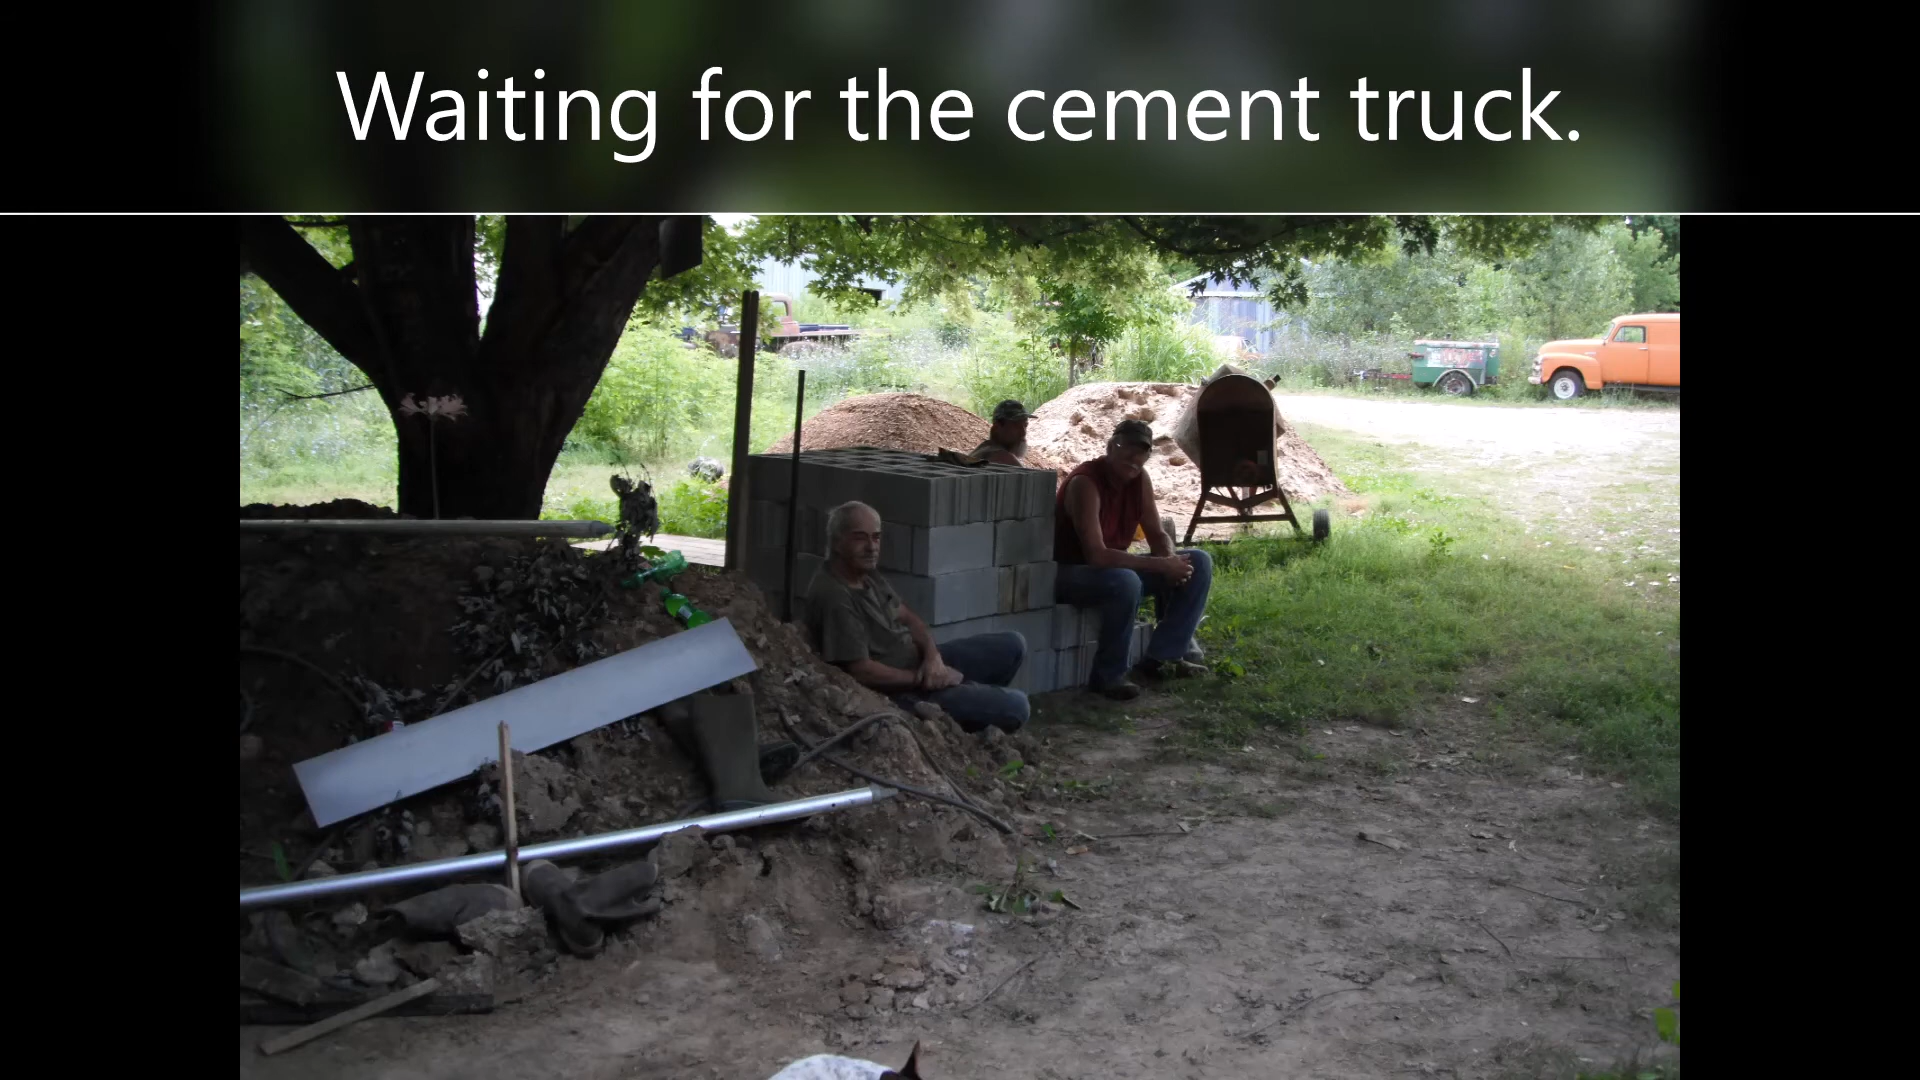 Waiting for the cement truck.